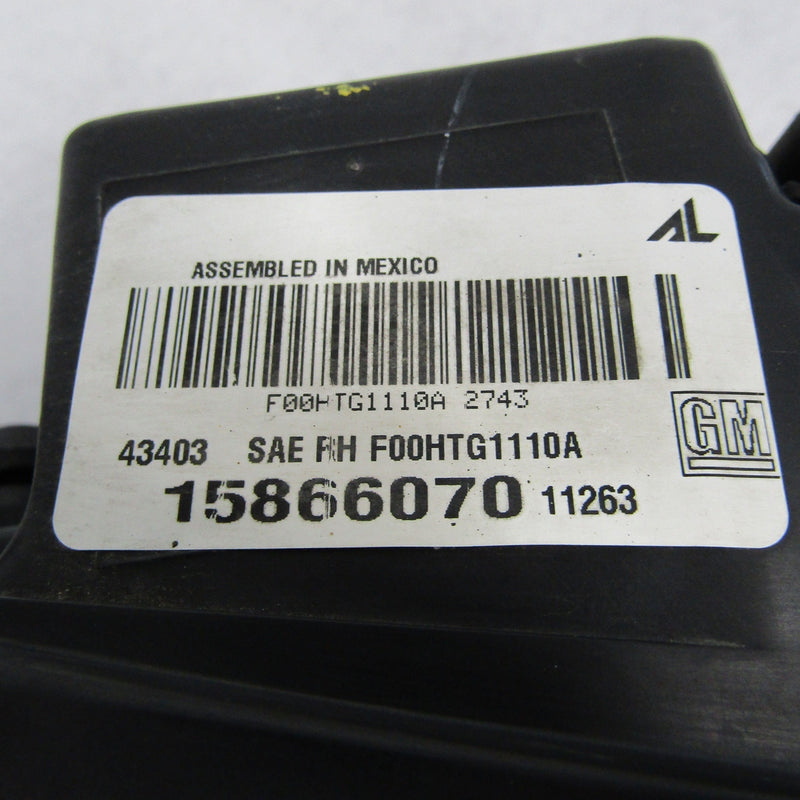 AL
ASSEMBLED IN MEXICO
F00HTG1110A 2743
43403 SAE RH F00HTG1110A
GM
15866070 11263